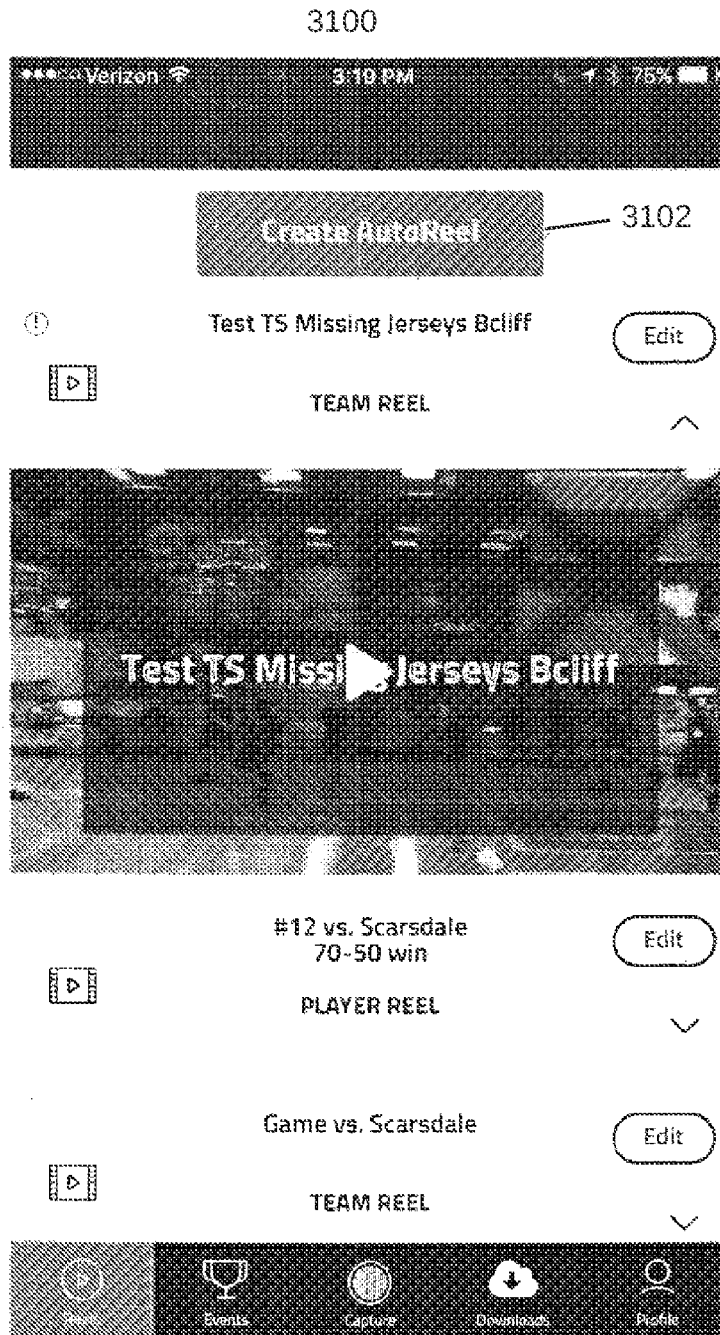 3100
Verizon 3:19 PM 75%
Create AutoReel
3102
Test TS Missing Jerseys Bcliff
Edit
TEAM REEL
Test TS Missing Jerseys Bcliff
#12 vs. Scarsdale
70-50 win
Edit
PLAYER REEL
Game vs. Scarsdale
Edit
TEAM REEL
Events Capture Downloads Profile